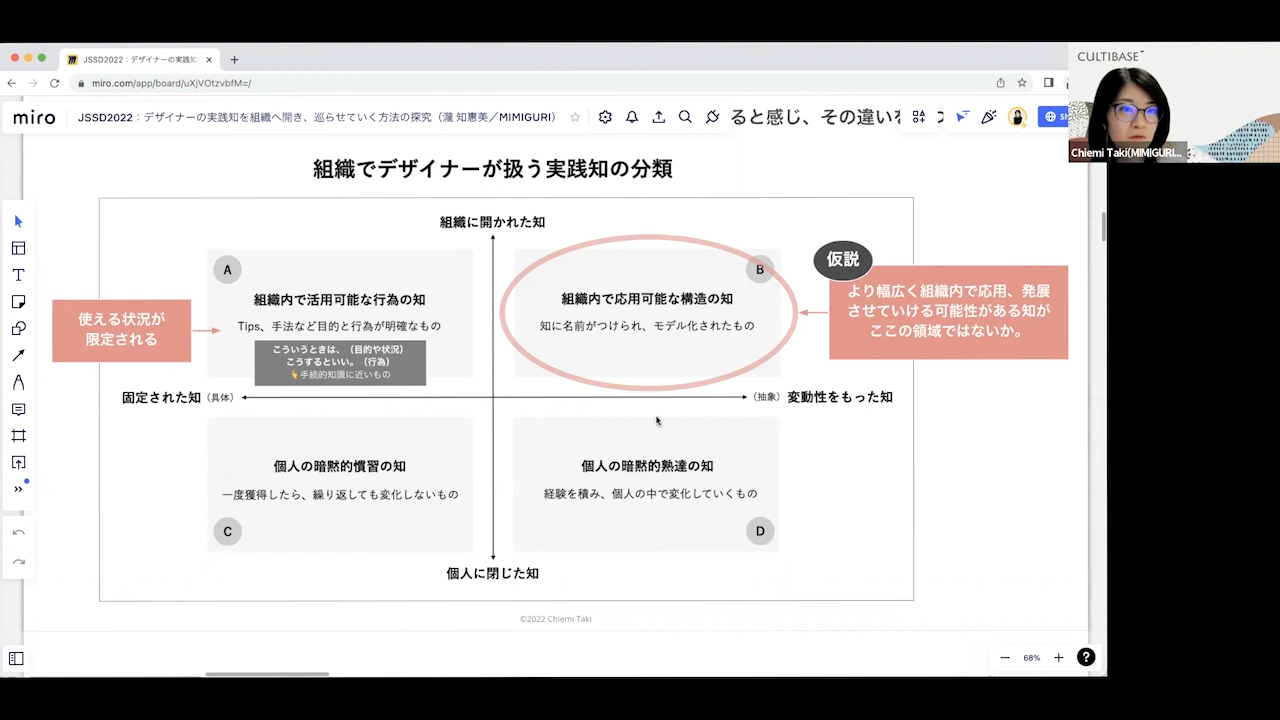 JSSD2022：デザイナーの実践知
miro.com/app/board/uXjVOtzvbfM=/
CULTIBASE
miro
JSSD2022：デザイナーの実践知を組織へ開き、拡らせていく方法の探究（瀧 知惠美／MIMIGURI）
ると感じ、その違いを
Sh
Chiemi Taki(MIMIGURI...
組織でデザイナーが扱う実践知の分類
組織に開かれた知
A
組織内で活用可能な行為の知
Tips、手法など目的と行為が明確なもの
こういうときは、（目的や状況）
こうするといい。（行為）
👆手続的知識に近いもの
使える状況が
限定される
B
組織内で応用可能な構造の知
知に名前がつけられ、モデル化されたもの
仮説
より幅広く組織内で応用、発展
させていける可能性がある知が
ここの領域ではないか。
固定された知（具体）
（抽象）変動性をもった知
個人の暗黙的慣習の知
一度獲得したら、繰り返しても変化しないもの
C
個人の暗黙的熟達の知
経験を積み、個人の中で変化していくもの
D
個人に閉じた知
©2022 Chiemi Taki
68%